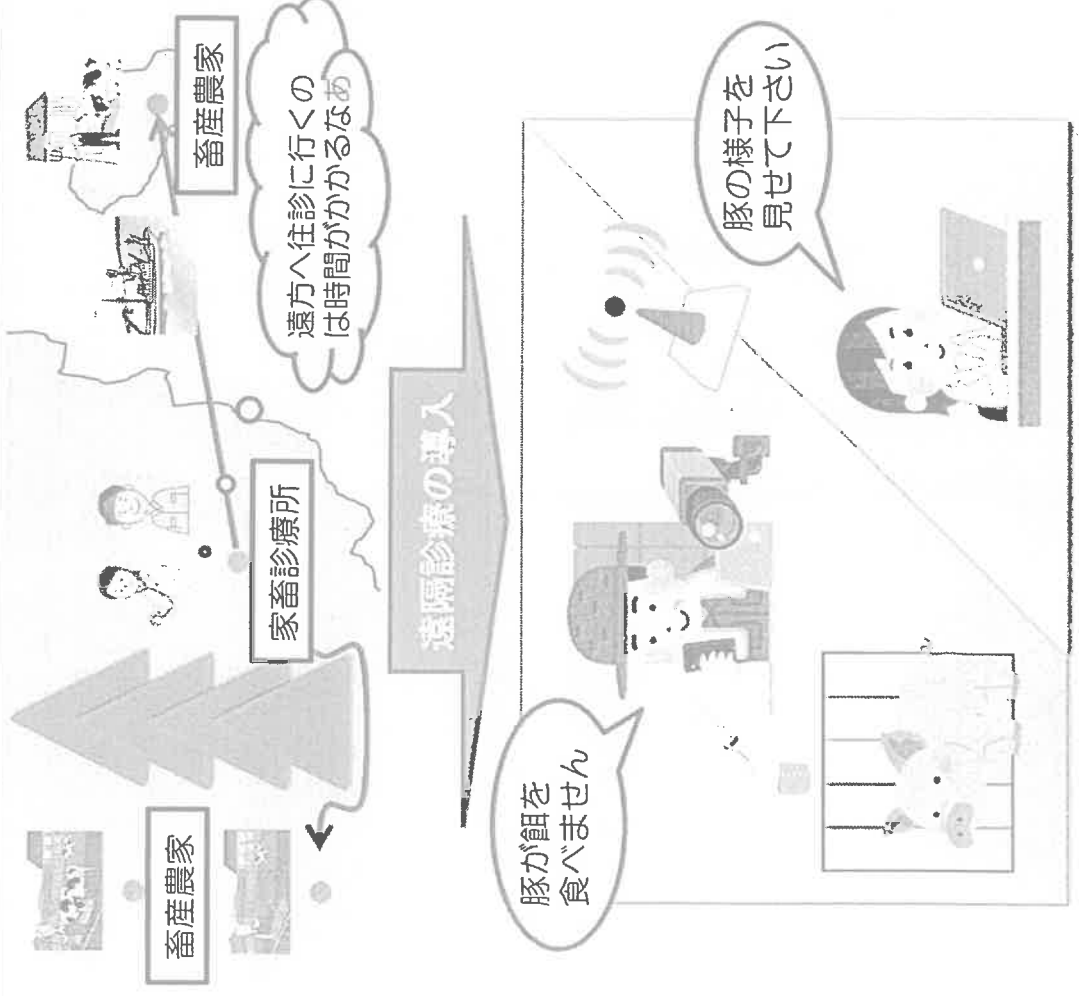 畜産農家
畜産農家
家畜診療所
遠方へ往診に行くの
は時間がかかるなあ
遠隔診療の導入
豚が餌を
食べません
豚の様子を
見せて下さい